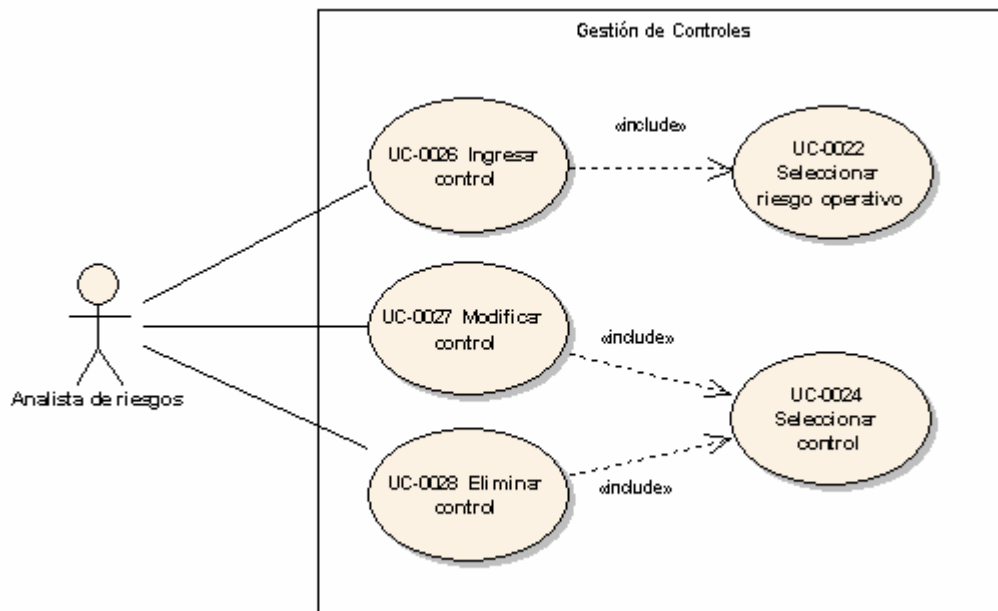 Gestión de Controles
«include»
UC-0026 Ingresar
control
UC-0022
Seleccionar
riesgo operativo
UC-0027 Modificar
control
«include»
Analista de riesgos
UC-0024
Seleccionar
control
UC-0028 Eliminar
control
«include»